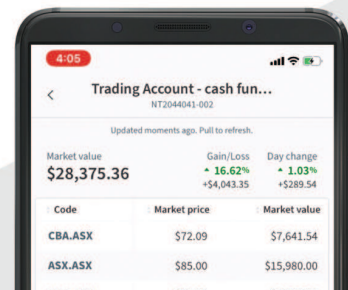 4:05
Trading Account - cash fun...
NT2044041-002
Updated moments ago. Pull to refresh.
Market value Gain/Loss Day change
$28,375.36 16.62% 1.03%
+$4,043.35 +$289.54
Code Market price Market value
CBA.ASX $72.09 $7,641.54
ASX.ASX $85.00 $15,980.00